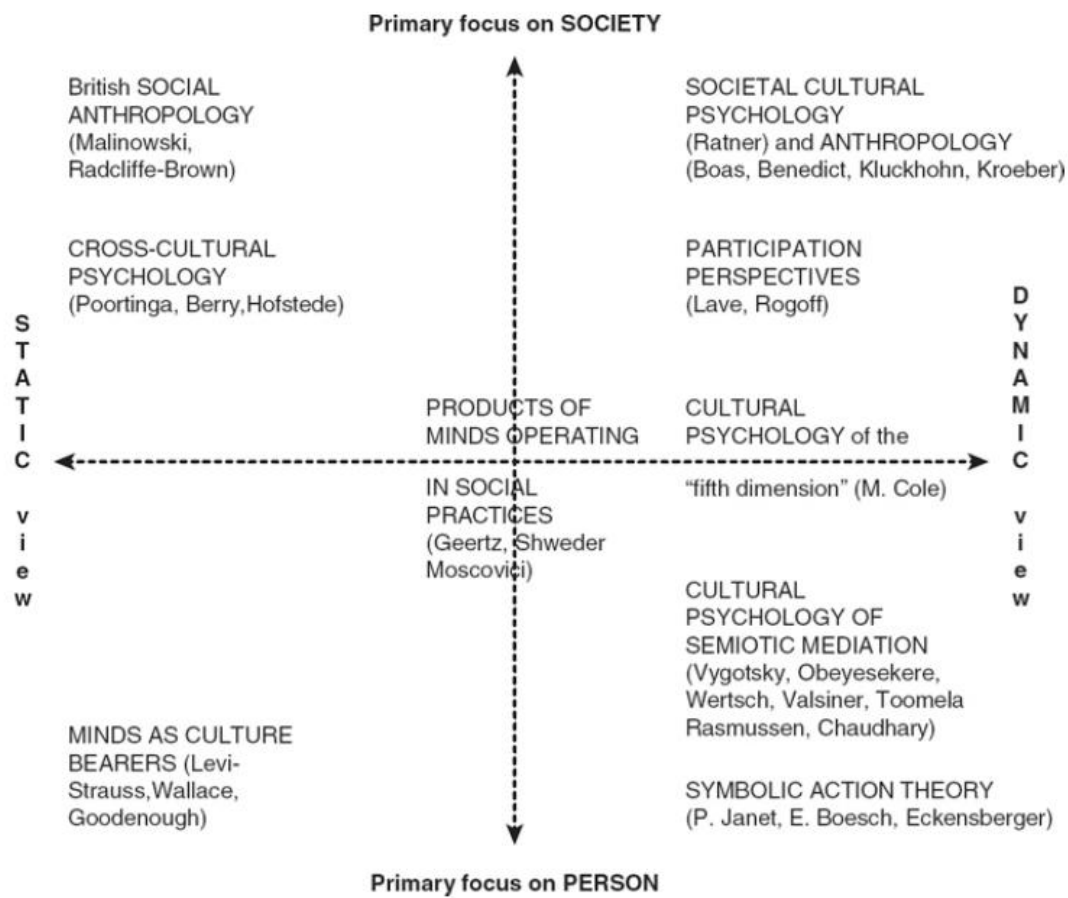 Primary focus on SOCIETY
British SOCIAL
ANTHROPOLOGY
(Malinowski,
Radcliffe-Brown)
SOCIETAL CULTURAL
PSYCHOLOGY
(Ratner) and ANTHROPOLOGY
(Boas, Benedict, Kluckhohn, Kroeber)
CROSS-CULTURAL
PSYCHOLOGY
(Poortinga, Berry,Hofstede)
PARTICIPATION
PERSPECTIVES
(Lave, Rogoff)
STATIC view
DYNAMIC view
PRODUCTS OF
MINDS OPERATING
IN SOCIAL
PRACTICES
(Geertz, Shweder
Moscovici)
CULTURAL
PSYCHOLOGY of the
“fifth dimension” (M. Cole)
CULTURAL
PSYCHOLOGY OF
SEMIOTIC MEDIATION
(Vygotsky, Obeyesekere,
Wertsch, Valsiner, Toomela
Rasmussen, Chaudhary)
MINDS AS CULTURE
BEARERS (Levi-
Strauss,Wallace,
Goodenough)
SYMBOLIC ACTION THEORY
(P. Janet, E. Boesch, Eckensberger)
Primary focus on PERSON